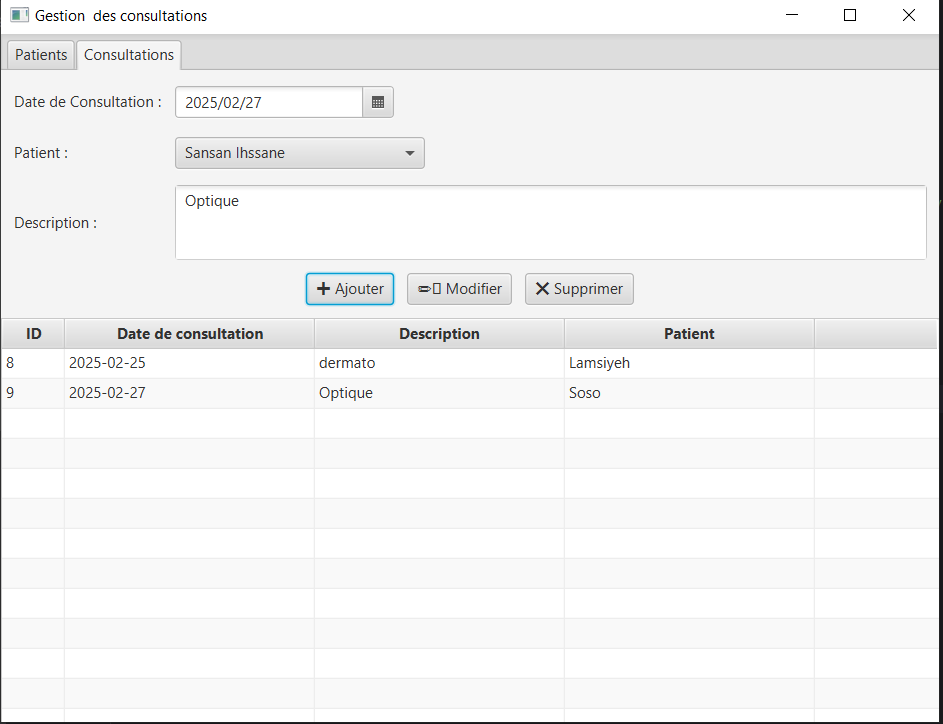 Gestion des consultations
Patients Consultations
Date de Consultation : 2025/02/27
Patient : Sansan Ihssane
Optique
Description :
Ajouter Modifier Supprimer
ID Date de consultation Description Patient
8 2025-02-25 dermato Lamsiyeh
9 2025-02-27 Optique Soso